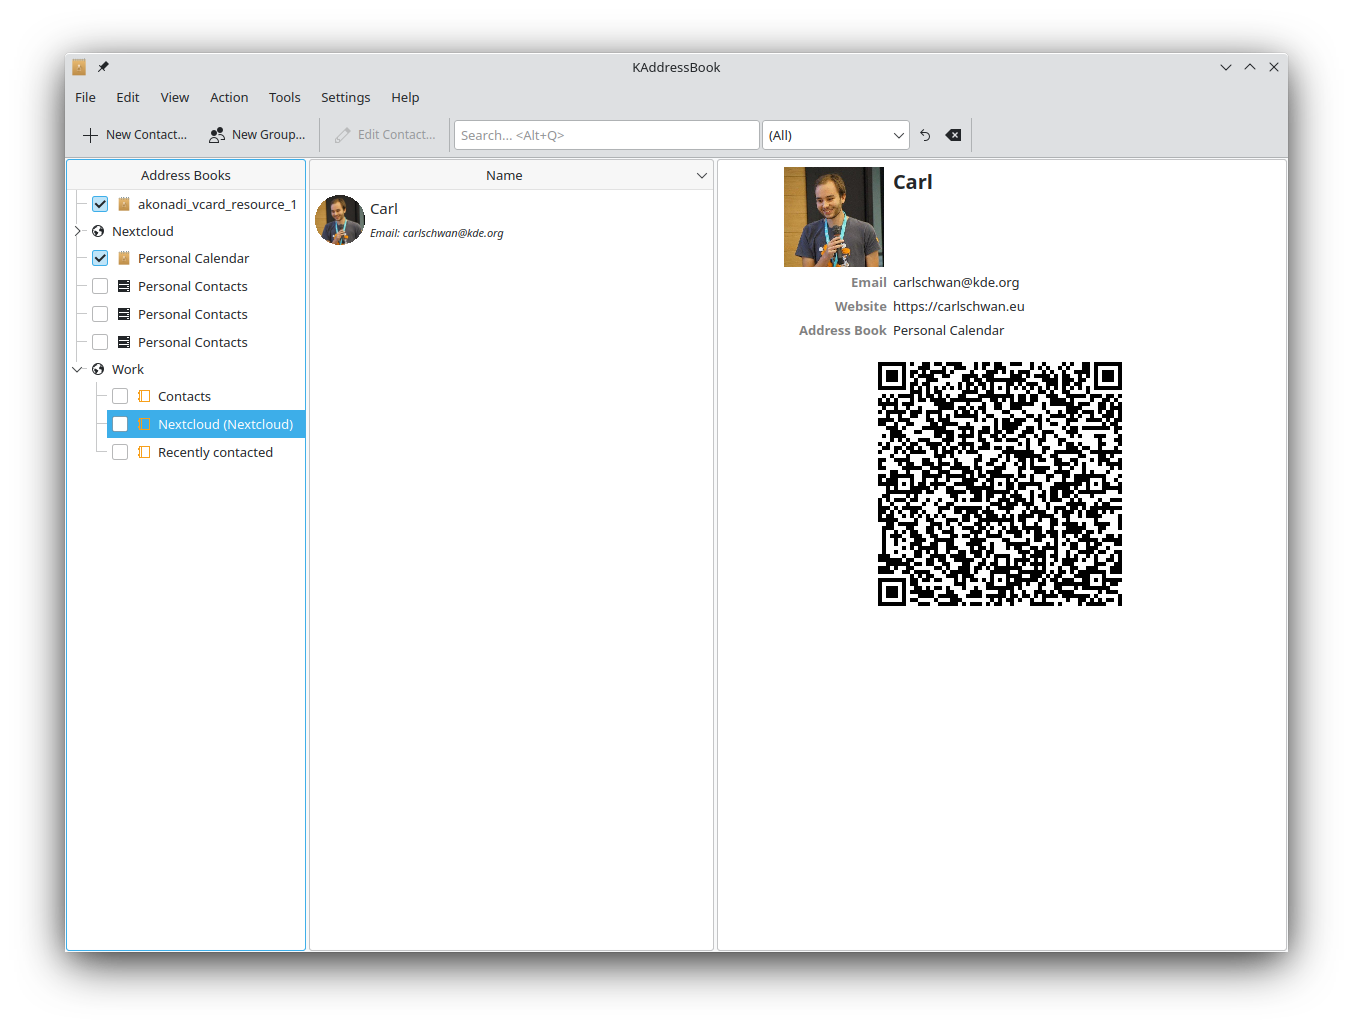 KAddressBook
File Edit View Action Tools Settings Help
New Contact... New Group... Edit Contact... Search... <Alt+Q> (All)
Address Books
akonadi_vcard_resource_1
Nextcloud
Personal Calendar
Personal Contacts
Personal Contacts
Personal Contacts
Work
Contacts
Nextcloud (Nextcloud)
Recently contacted
Name
Carl
Email: carlschwan@kde.org
Carl
Email carlschwan@kde.org
Website https://carlschwan.eu
Address Book Personal Calendar